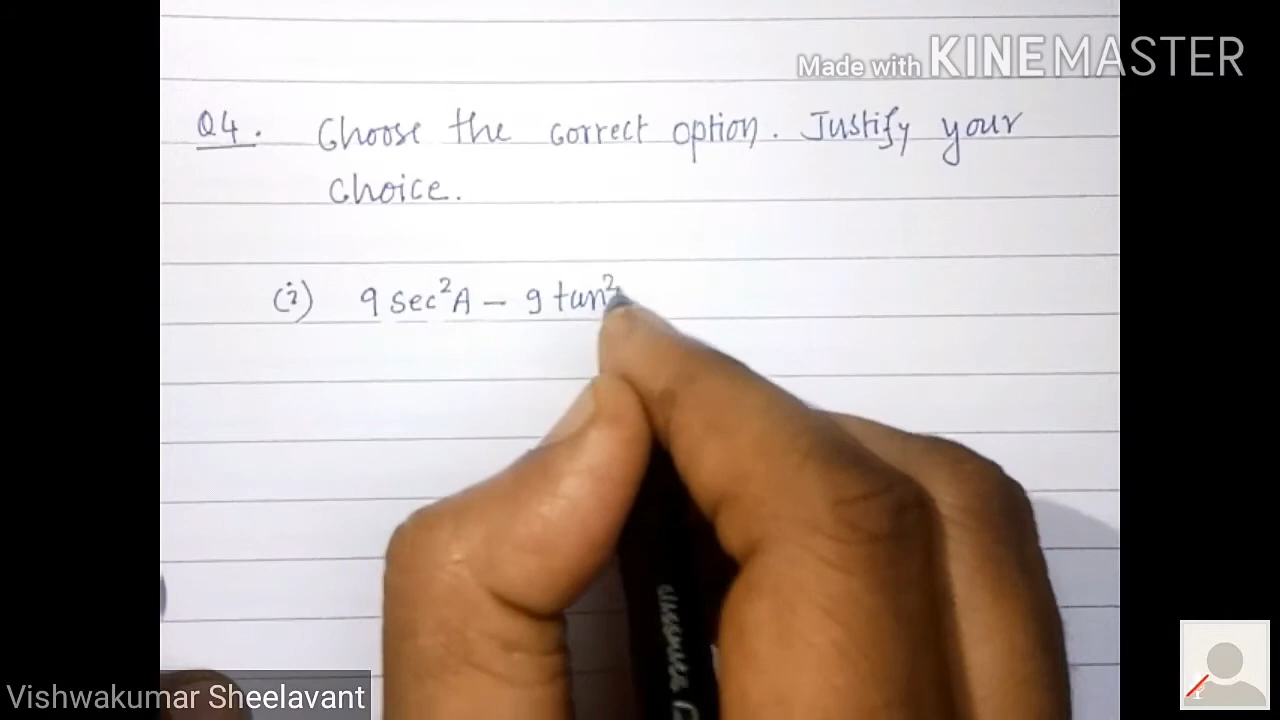 Made with KINEMASTER
Q4. Choose the correct option. Justify your
choice.
(i) 9 sec²A – 9 tan²
Vishwakumar Sheelavant